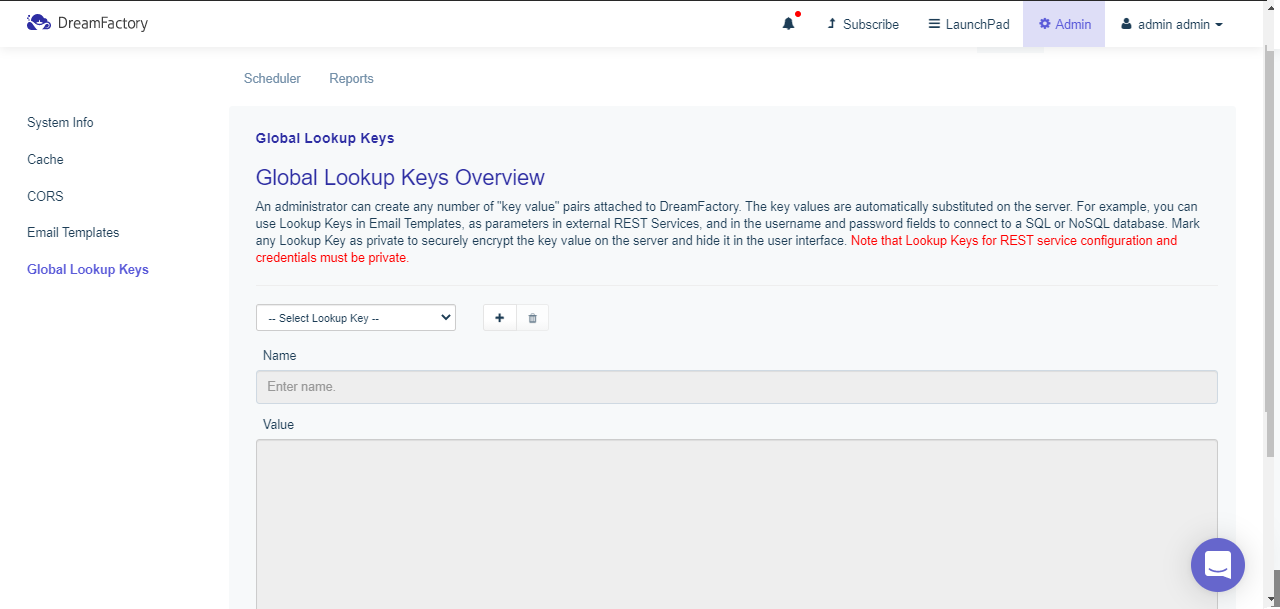 DreamFactory
Subscribe
LaunchPad
Admin
admin admin
Scheduler
Reports
System Info
Cache
CORS
Email Templates
Global Lookup Keys
Global Lookup Keys
Global Lookup Keys Overview
An administrator can create any number of "key value" pairs attached to DreamFactory. The key values are automatically substituted on the server. For example, you can
use Lookup Keys in Email Templates, as parameters in external REST Services, and in the username and password fields to connect to a SQL or NoSQL database. Mark
any Lookup Key as private to securely encrypt the key value on the server and hide it in the user interface. Note that Lookup Keys for REST service configuration and
credentials must be private.
-- Select Lookup Key --
Name
Enter name.
Value